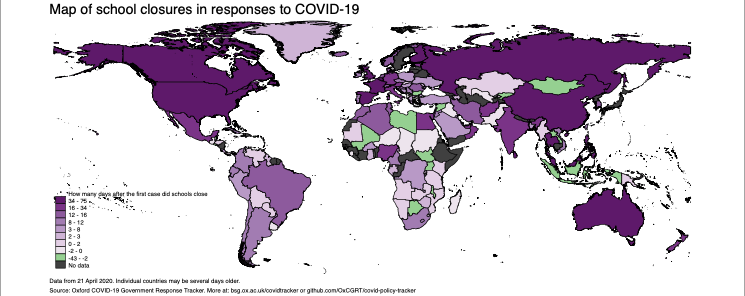 Map of school closures in responses to COVID-19
How many days after the first case did schools close
34 - 75
16 - 34
12 - 16
8 - 12
3 - 8
2 - 3
0 - 2
-2 - 0
-43 - -2
No data
Data from 21 April 2020. Individual countries may be several days older.
Source: Oxford COVID-19 Government Response Tracker. More at: bsg.ox.ac.uk/covidtracker or github.com/OxCGRT/covid-policy-tracker